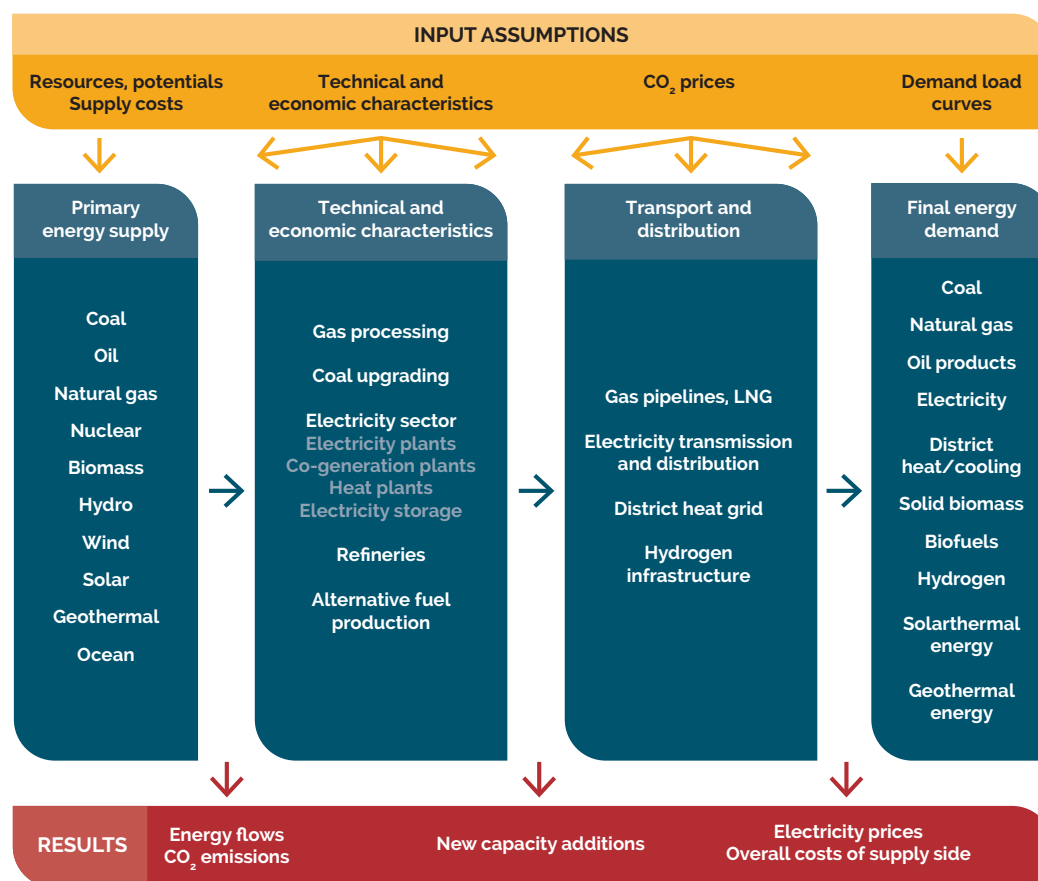 INPUT ASSUMPTIONS
Resources, potentials
Supply costs
Technical and
economic characteristics
CO₂ prices
Demand load
curves
Primary
energy supply
Coal
Oil
Natural gas
Nuclear
Biomass
Hydro
Wind
Solar
Geothermal
Ocean
Technical and
economic characteristics
Gas processing
Coal upgrading
Electricity sector
Electricity plants
Co-generation plants
Heat plants
Electricity storage
Refineries
Alternative fuel
production
Transport and
distribution
Gas pipelines, LNG
Electricity transmission
and distribution
District heat grid
Hydrogen
infrastructure
Final energy
demand
Coal
Natural gas
Oil products
Electricity
District
heat/cooling
Solid biomass
Biofuels
Hydrogen
Solarthermal
energy
Geothermal
energy
RESULTS
Energy flows
CO₂ emissions
New capacity additions
Electricity prices
Overall costs of supply side